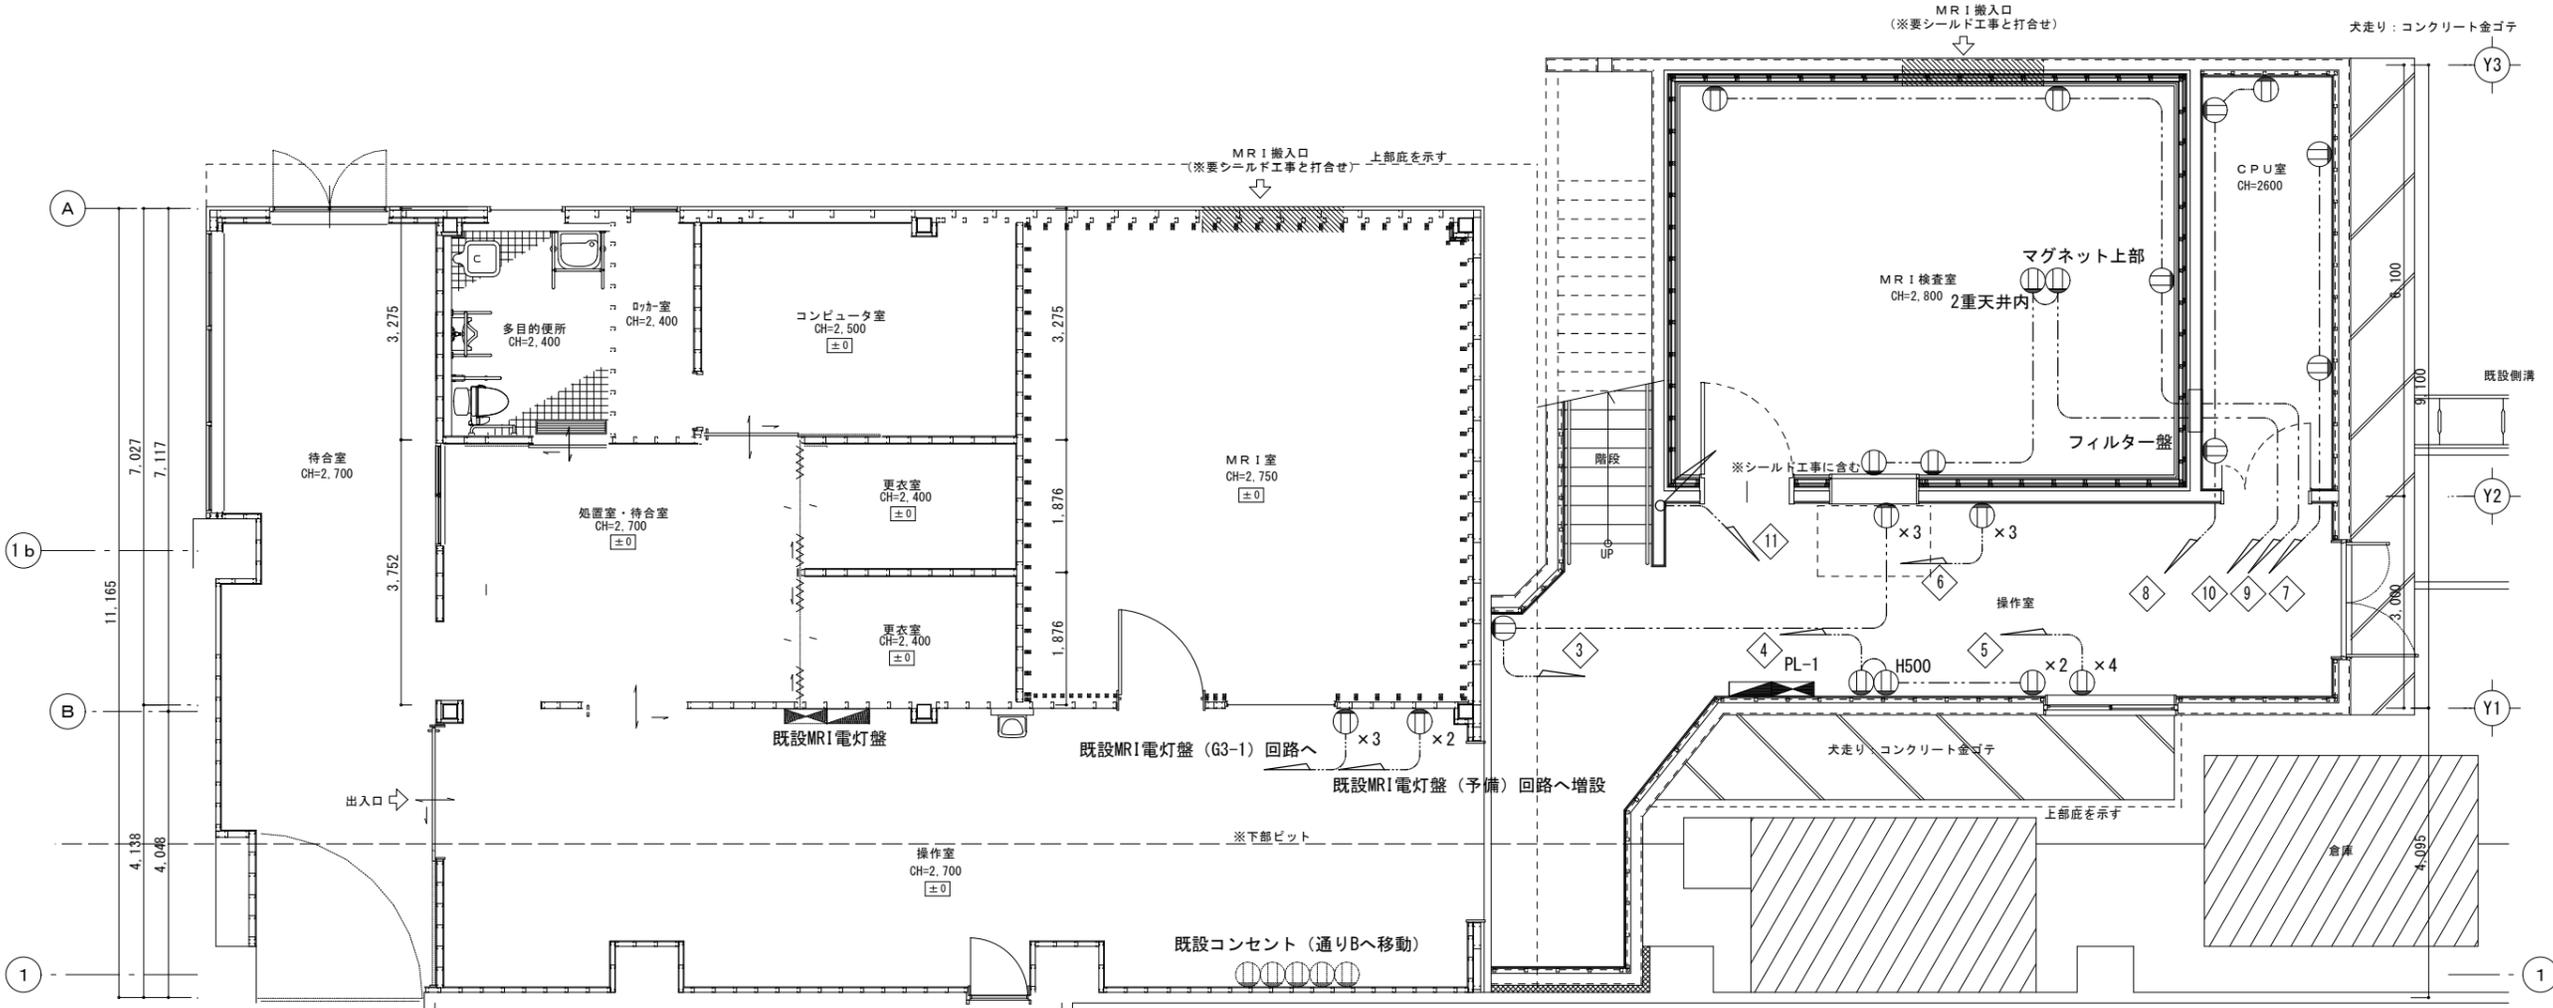 MRI搬入口
（※要シールド工事と打合せ）
犬走り：コンクリート金ゴテ
Y3
MRI搬入口
（※要シールド工事と打合せ）
上部庇を示す
CPU室
CH=2600
A
マグネット上部
MRI検査室
CH=2,800
2重天井内
6,100
3,275
多目的便所
CH=2,400
ロッカー室
CH=2,400
コンピュータ室
CH=2,500
±0
3,275
9,100
既設側溝
フィルター盤
7,027
7,117
待合室
CH=2,700
MRI室
CH=2,750
±0
階段
※シールド工事に含む
更衣室
CH=2,400
±0
1,876
Y2
処置室・待合室
CH=2,700
±0
1b
UP
11
×3
×3
3,752
11,165
6
8
10
9
7
操作室
3,000
更衣室
CH=2,400
±0
1,876
3
4
PL-1
H500
5
×2
×4
B
Y1
既設MRI電灯盤
既設MRI電灯盤（G3-1）回路へ
×3
×2
既設MRI電灯盤（予備）回路へ増設
犬走り：コンクリート金ゴテ
出入口
上部庇を示す
4,138
4,048
※下部ピット
操作室
CH=2,700
±0
倉庫
4,095
既設コンセント（通りBへ移動）
1
1